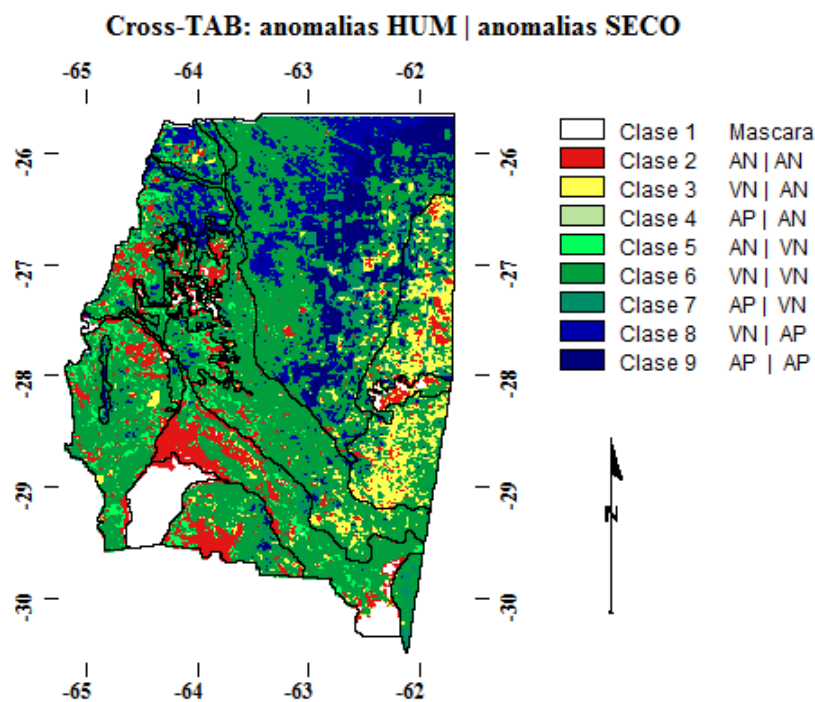 Cross-TAB: anomalias HUM | anomalias SECO
-65 -64 -63 -62
-26
-27
-28
-29
-30
-26
-27
-28
-29
-30
-65 -64 -63 -62
Clase 1 Mascara
Clase 2 AN | AN
Clase 3 VN | AN
Clase 4 AP | AN
Clase 5 AN | VN
Clase 6 VN | VN
Clase 7 AP | VN
Clase 8 VN | AP
Clase 9 AP | AP
N